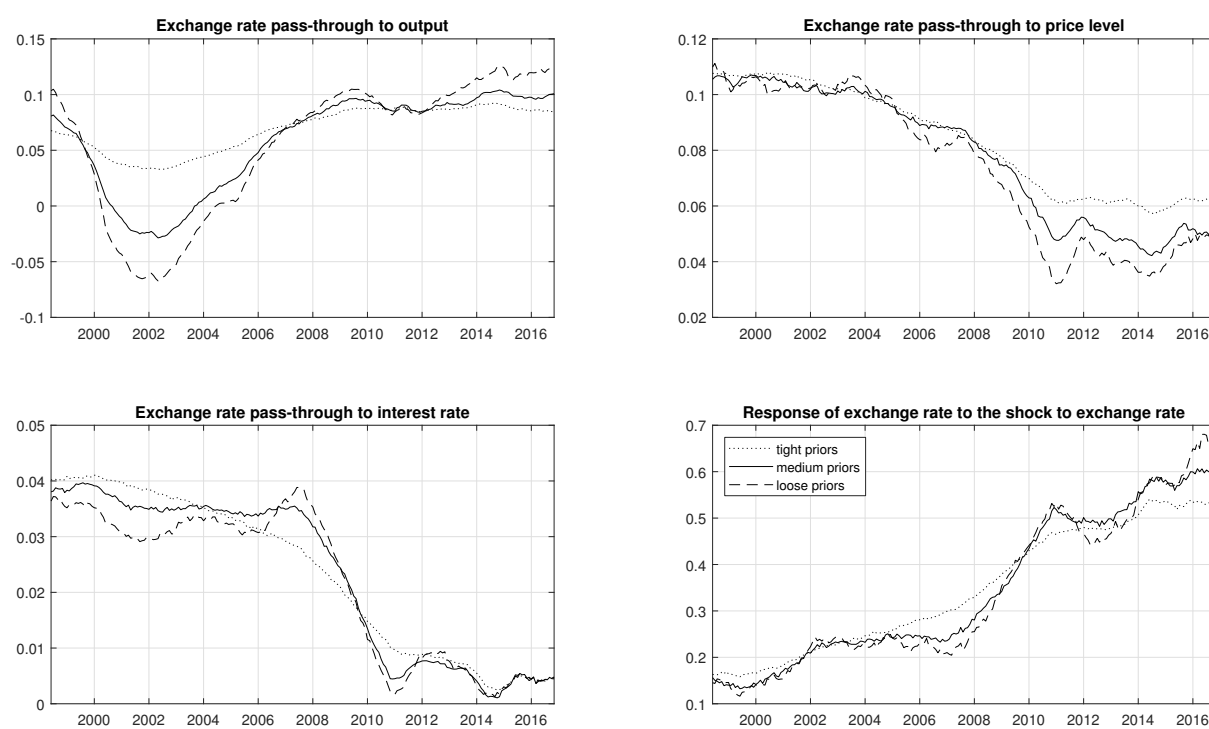 Exchange rate pass-through to output
0.15
0.1
0.05
0
-0.05
-0.1
2000 2002 2004 2006 2008 2010 2012 2014 2016
Exchange rate pass-through to price level
0.12
0.1
0.08
0.06
0.04
0.02
2000 2002 2004 2006 2008 2010 2012 2014 2016
Exchange rate pass-through to interest rate
0.05
0.04
0.03
0.02
0.01
0
2000 2002 2004 2006 2008 2010 2012 2014 2016
Response of exchange rate to the shock to exchange rate
0.7
0.6
0.5
0.4
0.3
0.2
0.1
tight priors
medium priors
loose priors
2000 2002 2004 2006 2008 2010 2012 2014 2016